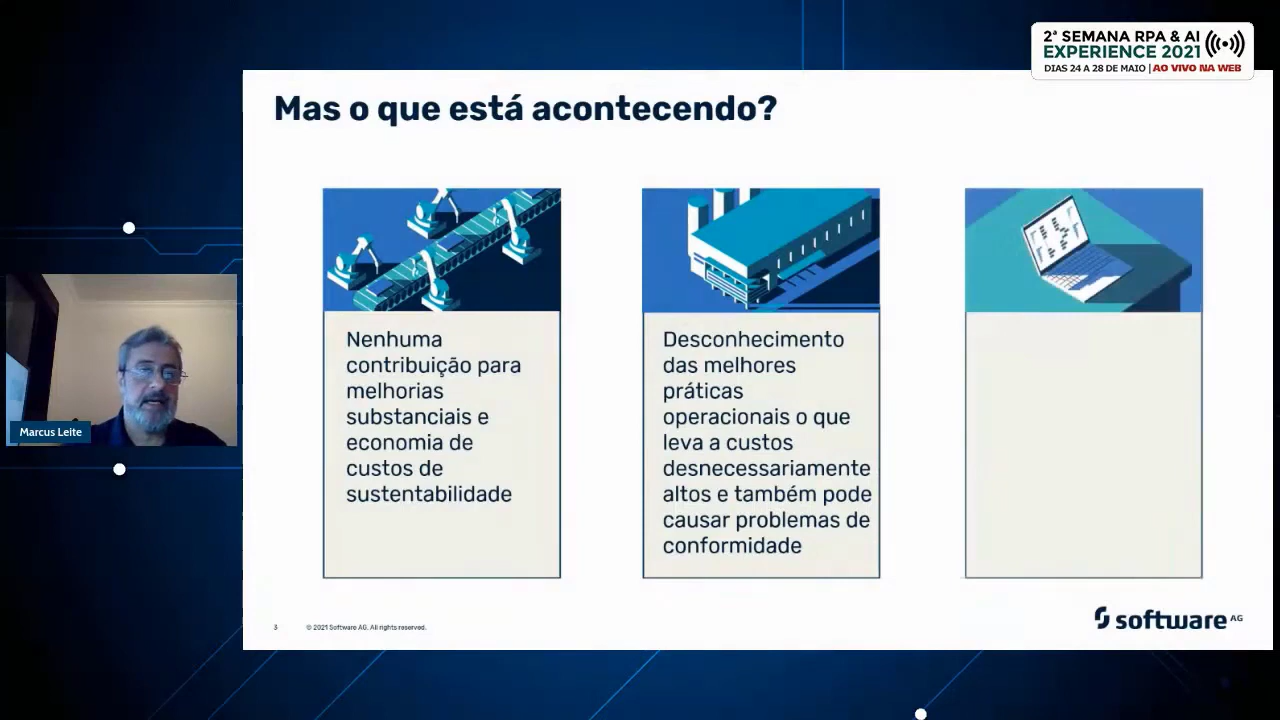 2ª SEMANA RPA & AI
EXPERIENCE 2021
DIAS 24 A 28 DE MAIO | AO VIVO NA WEB
Mas o que está acontecendo?
Nenhuma
contribuição para
melhorias
substanciais e
economia de
custos de
sustentabilidade
Desconhecimento
das melhores
práticas
operacionais o que
leva a custos
desnecessariamente
altos e também pode
causar problemas de
conformidade
Marcus Leite
3
© 2021 Software AG. All rights reserved.
software AG